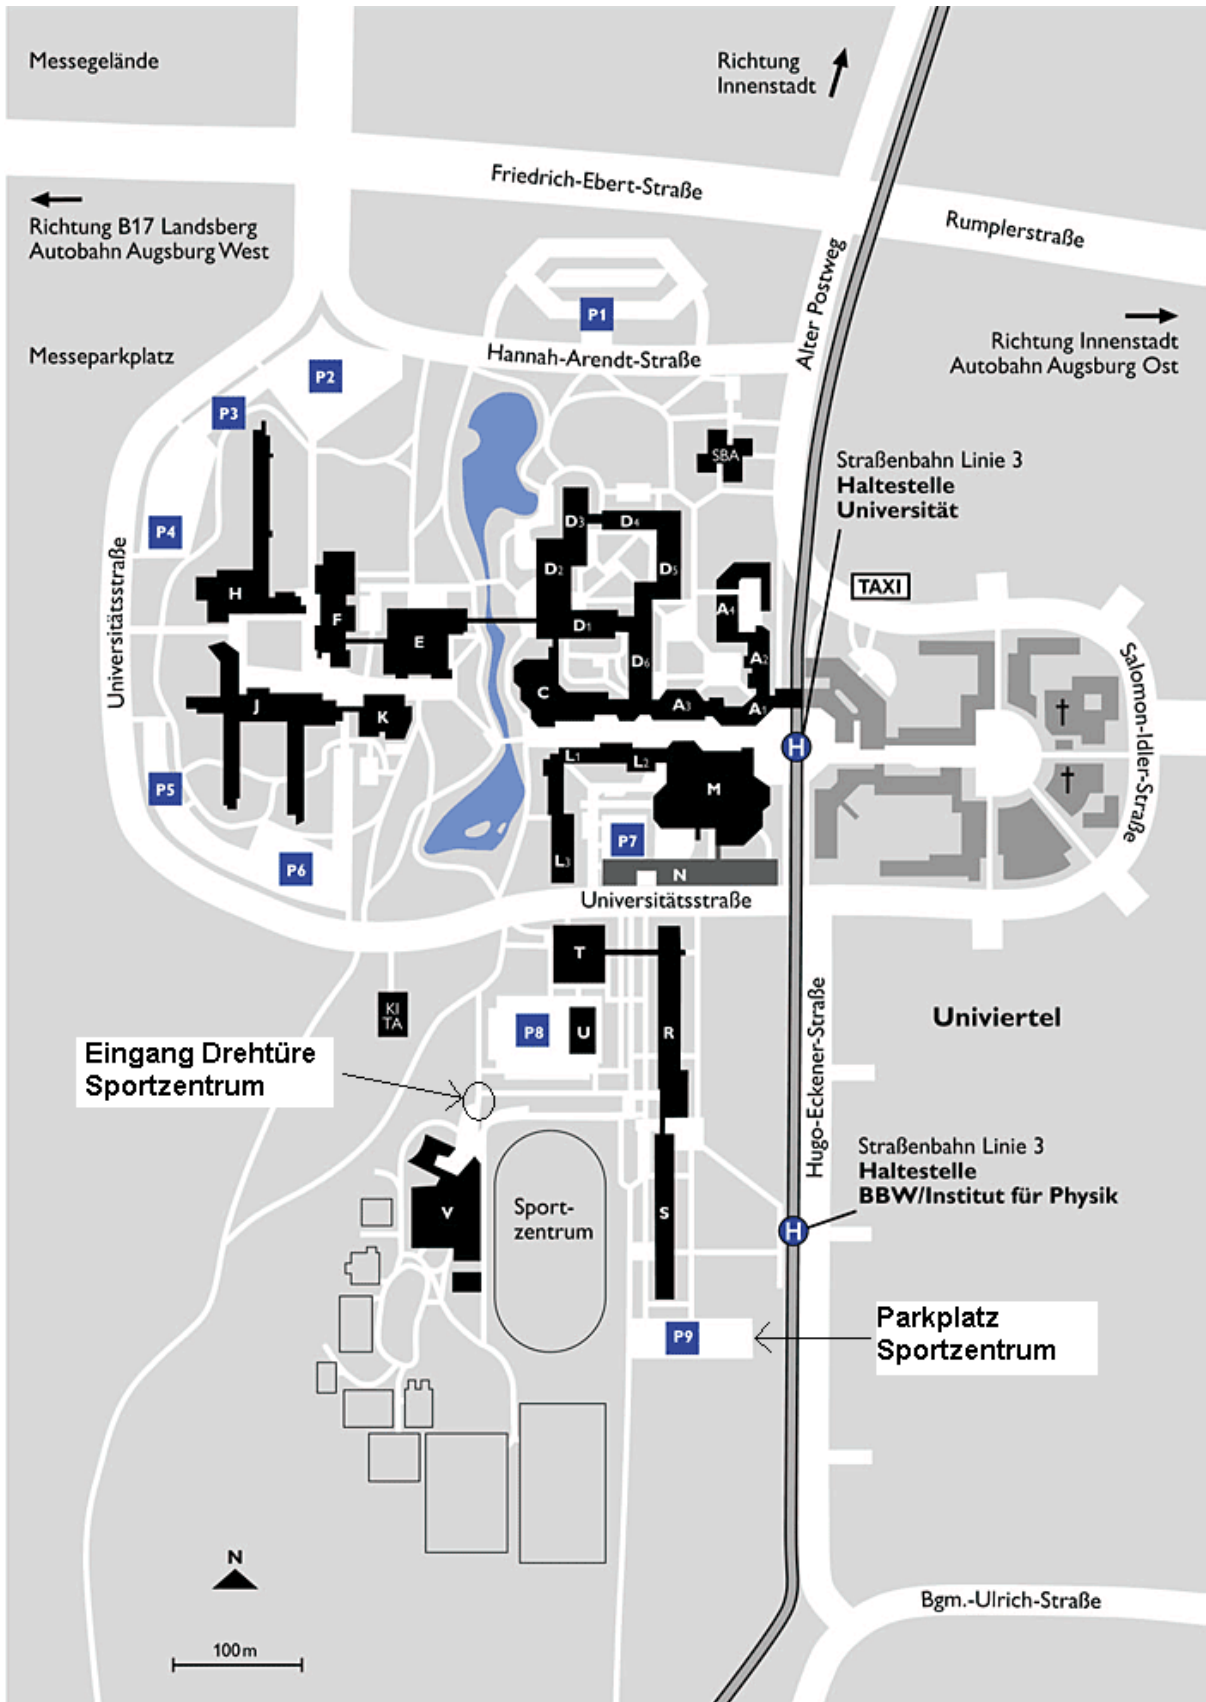 Messegelände
Richtung
Innenstadt
Friedrich-Ebert-Straße
Rumplerstraße
Richtung B17 Landsberg
Autobahn Augsburg West
Alter Postweg
P1
Richtung Innenstadt
Autobahn Augsburg Ost
Messeparkplatz
Hannah-Arendt-Straße
P2
P3
SBA
Straßenbahn Linie 3
Haltestelle
Universität
P4
D3
D4
D2
D5
Universitätsstraße
TAXI
H
F
E
D1
A4
D6
A2
Salomon-Idler-Straße
J
K
C
A3
A1
H
L1
L2
M
P5
P7
P6
L3
N
Universitätsstraße
T
KI
TA
P8
U
R
Hugo-Eckener-Straße
Univiertel
Eingang Drehtüre
Sportzentrum
Straßenbahn Linie 3
Haltestelle
BBW/Institut für Physik
V
Sport-
zentrum
S
H
Parkplatz
Sportzentrum
P9
N
Bgm.-Ulrich-Straße
100 m